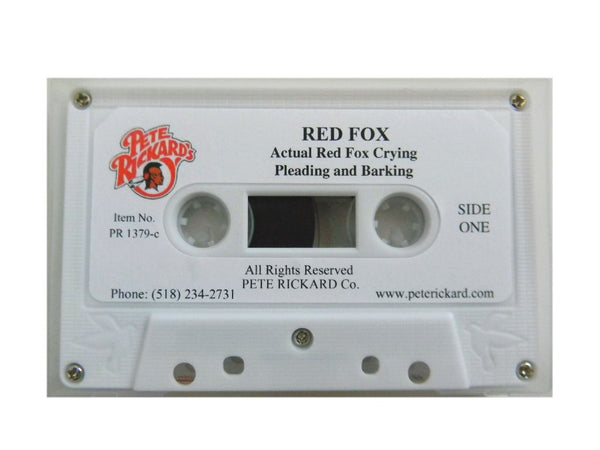 PETE
RICKARD'S
RED FOX
Actual Red Fox Crying
Pleading and Barking
Item No.
PR 1379-c
SIDE
ONE
All Rights Reserved
PETE RICKARD Co.
Phone: (518) 234-2731
www.peterickard.com